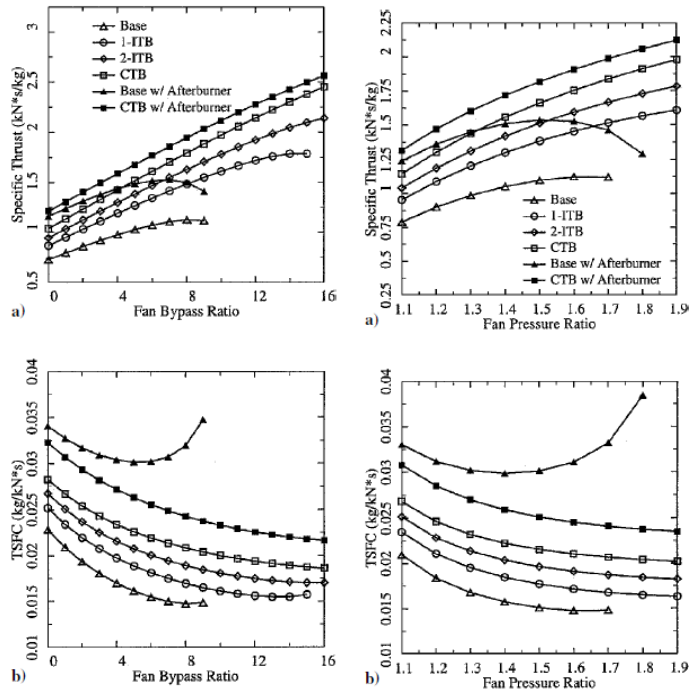 Specific Thrust (kN*s/kg)
3
2.5
2
1.5
1
0.5
Base
1-ITB
2-ITB
CTB
Base w/ Afterburner
CTB w/ Afterburner
0 4 8 12 16
a) Fan Bypass Ratio
Specific Thrust (kN*s/kg)
2.25
2
1.75
1.5
1.25
1
0.75
0.5
0.25
Base
1-ITB
2-ITB
CTB
Base w/ Afterburner
CTB w/ Afterburner
1.1 1.2 1.3 1.4 1.5 1.6 1.7 1.8 1.9
a) Fan Pressure Ratio
TSFC (kg/kN*s)
0.04
0.035
0.03
0.025
0.02
0.015
0.01
0 4 8 12 16
b) Fan Bypass Ratio
TSFC (kg/kN*s)
0.04
0.035
0.03
0.025
0.02
0.015
0.01
1.1 1.2 1.3 1.4 1.5 1.6 1.7 1.8 1.9
b) Fan Pressure Ratio